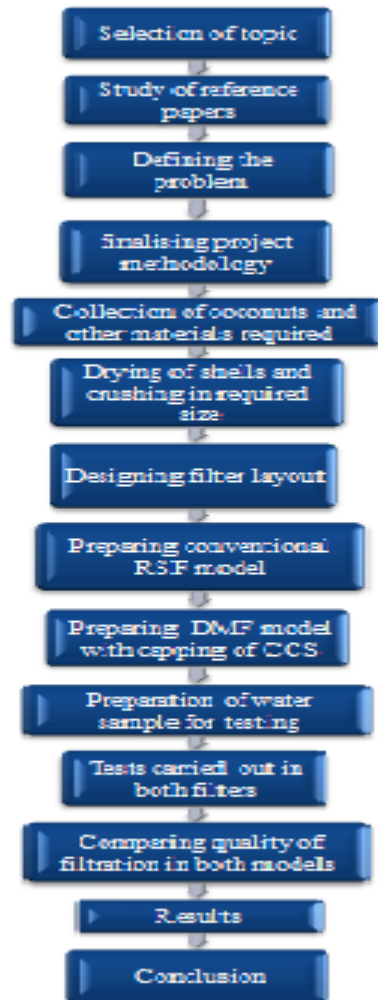 Selection of topic
Study of reference
papers
Defining the
problem
finalising project
methodology
Collection of coconuts and
other materials required
Drying of shells and
crushing in required
size
Designing filter layout
Preparing conventional
RSF model
Preparing DMF model
with capping of CCS
Preparation of water
sample for testing
Tests carried out in
both filters
Comparing quality of
filtration in both models
Results
Conclusion